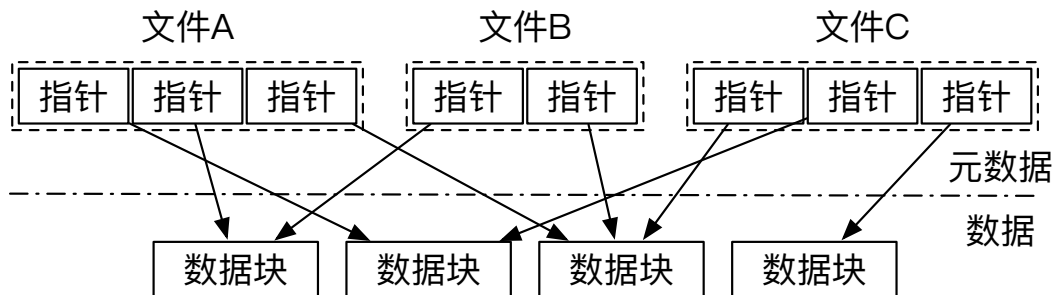 文件A 文件B 文件C
指针 指针 指针 指针 指针 指针 指针 指针
元数据
数据
数据块 数据块 数据块 数据块